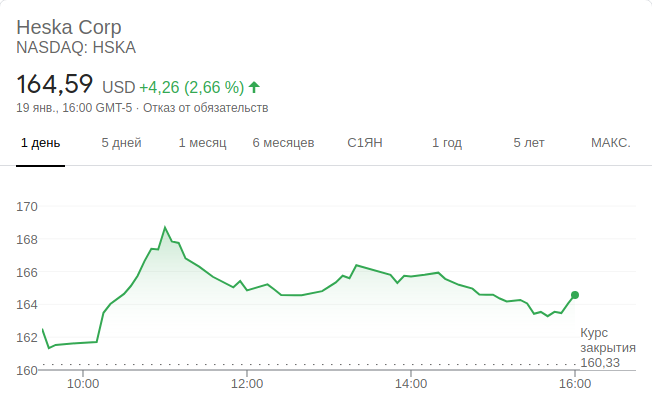 Heska Corp
NASDAQ: HSKA
164,59 USD +4,26 (2,66 %)
19 янв., 16:00 GMT-5 · Отказ от обязательств
1 день 5 дней 1 месяц 6 месяцев С1ЯН 1 год 5 лет МАКС.
170
168
166
164
162
160
Курс
закрытия
160,33
10:00 12:00 14:00 16:00